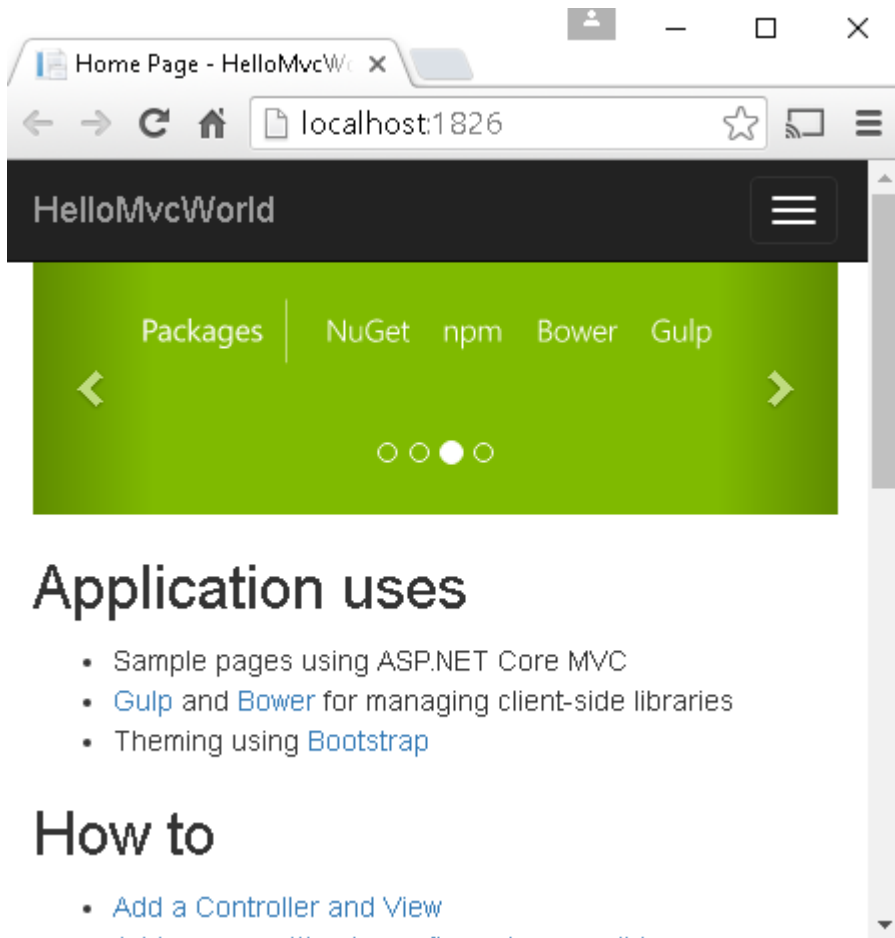 Home Page - HelloMvcWo
localhost:1826
HelloMvcWorld
Packages NuGet npm Bower Gulp
Application uses
Sample pages using ASP.NET Core MVC
Gulp and Bower for managing client-side libraries
Theming using Bootstrap
How to
Add a Controller and View